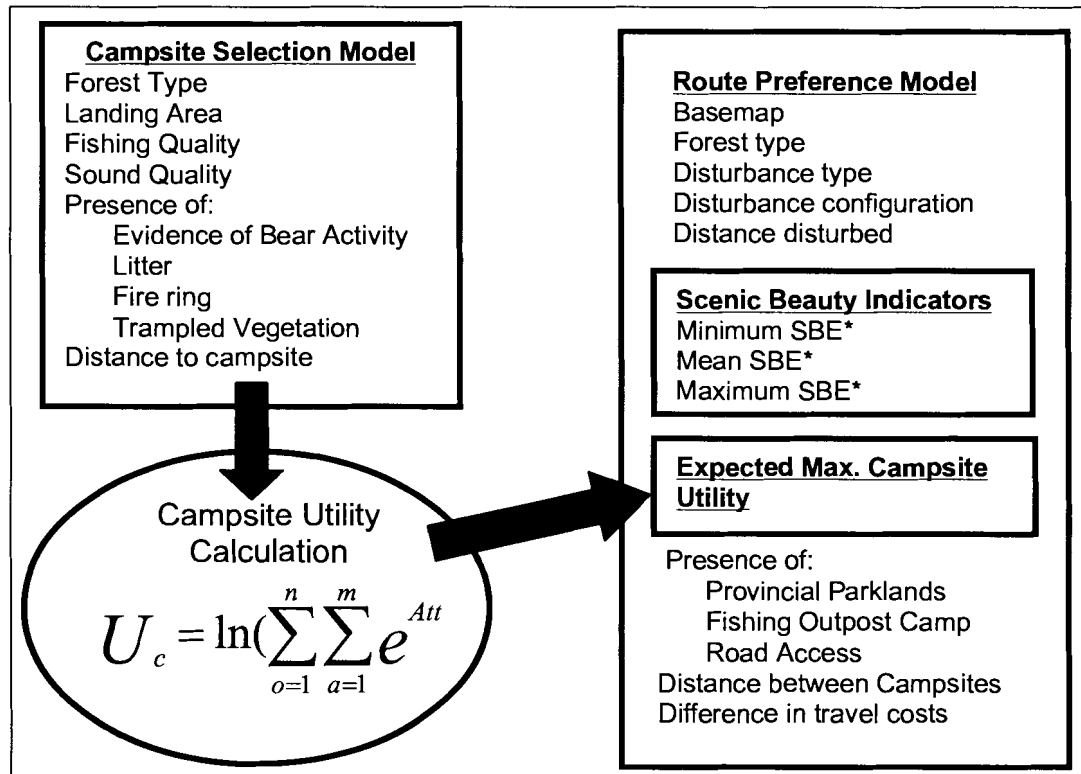 Campsite Selection Model
Forest Type
Landing Area
Fishing Quality
Sound Quality
Presence of:
Evidence of Bear Activity
Litter
Fire ring
Trampled Vegetation
Distance to campsite
Campsite Utility
Calculation
U_c = ln(∑_{o=1}^{n} ∑_{a=1}^{m} e^{Att}
Route Preference Model
Basemap
Forest type
Disturbance type
Disturbance configuration
Distance disturbed
Scenic Beauty Indicators
Minimum SBE*
Mean SBE*
Maximum SBE*
Expected Max. Campsite
Utility
Presence of:
Provincial Parklands
Fishing Outpost Camp
Road Access
Distance between Campsites
Difference in travel costs